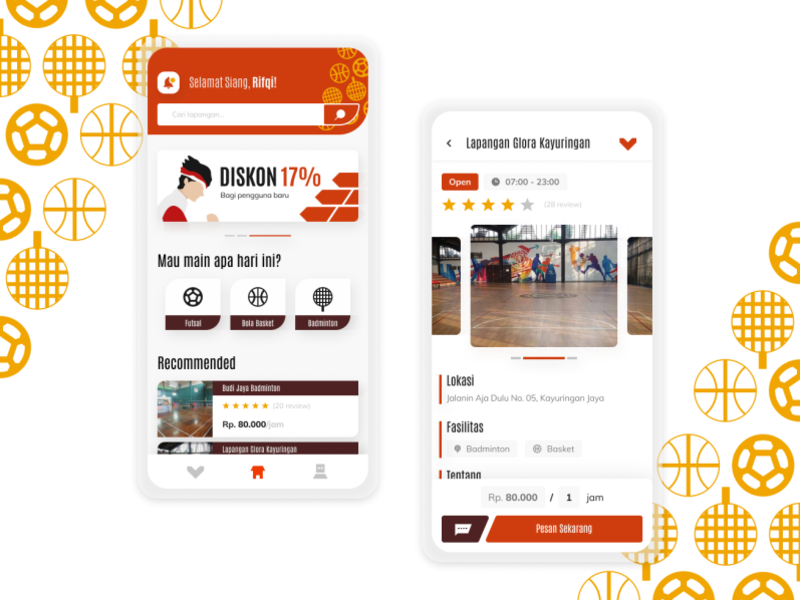 Selamat Siang, Rifqi!
Cari lapangan...
DISKON 17%
Bagi pengguna baru
Mau main apa hari ini?
Futsal
Bola Basket
Badminton
Recommended
Budi Jaya Badminton
(20 review)
Rp. 80.000/jam
Lapangan Glora Kayuringan
Lapangan Glora Kayuringan
Open
07:00 - 23:00
(28 review)
Lokasi
Jalanin Aja Dulu No. 05, Kayuringan Jaya
Fasilitas
Badminton
Basket
Tentang
Rp. 80.000 / 1 jam
Pesan Sekarang